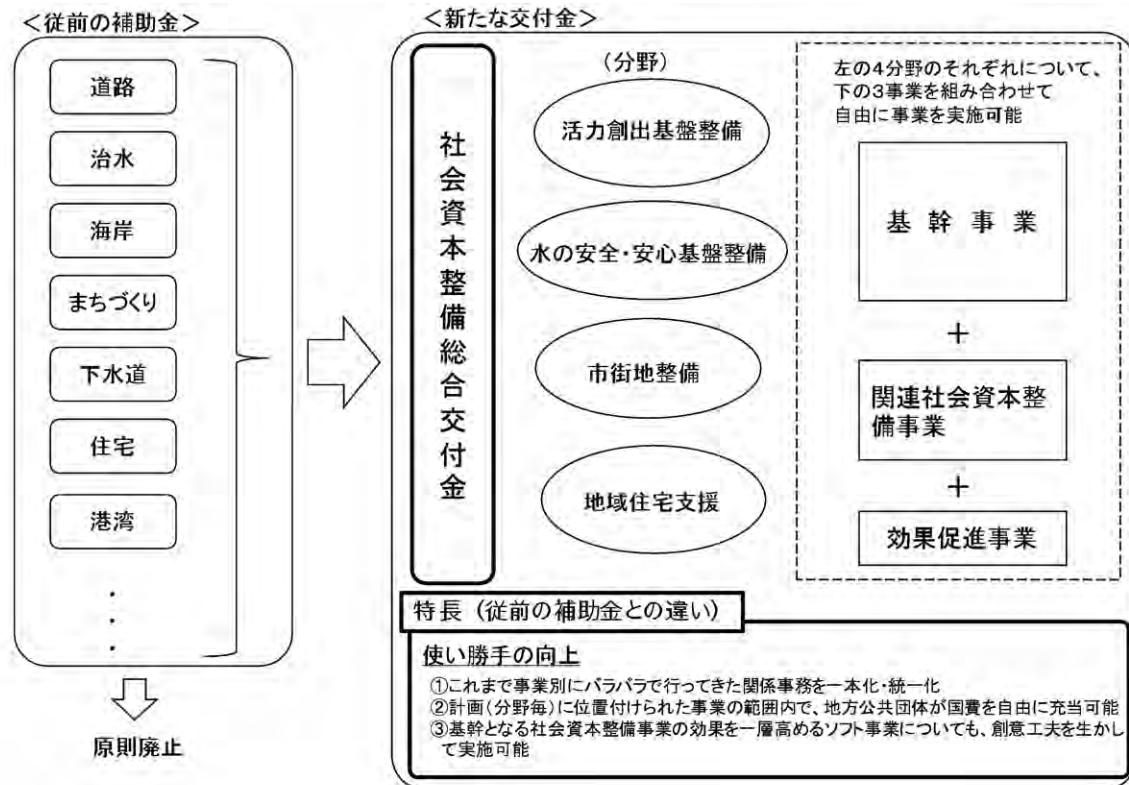 ＜従前の補助金＞
道路
治水
海岸
まちづくり
下水道
住宅
港湾
・
・
・
原則廃止
＜新たな交付金＞
社会資本整備総合交付金
（分野）
活力創出基盤整備
水の安全・安心基盤整備
市街地整備
地域住宅支援
左の4分野のそれぞれについて、
下の3事業を組み合わせて
自由に事業を実施可能
基幹事業
＋
関連社会資本整
備事業
＋
効果促進事業
特長（従前の補助金との違い）
使い勝手の向上
①これまで事業別にバラバラで行ってきた関係事務を一本化・統一化
②計画（分野毎）に位置付けられた事業の範囲内で、地方公共団体が国費を自由に充当可能
③基幹となる社会資本整備事業の効果を一層高めるソフト事業についても、創意工夫を生かし
て実施可能